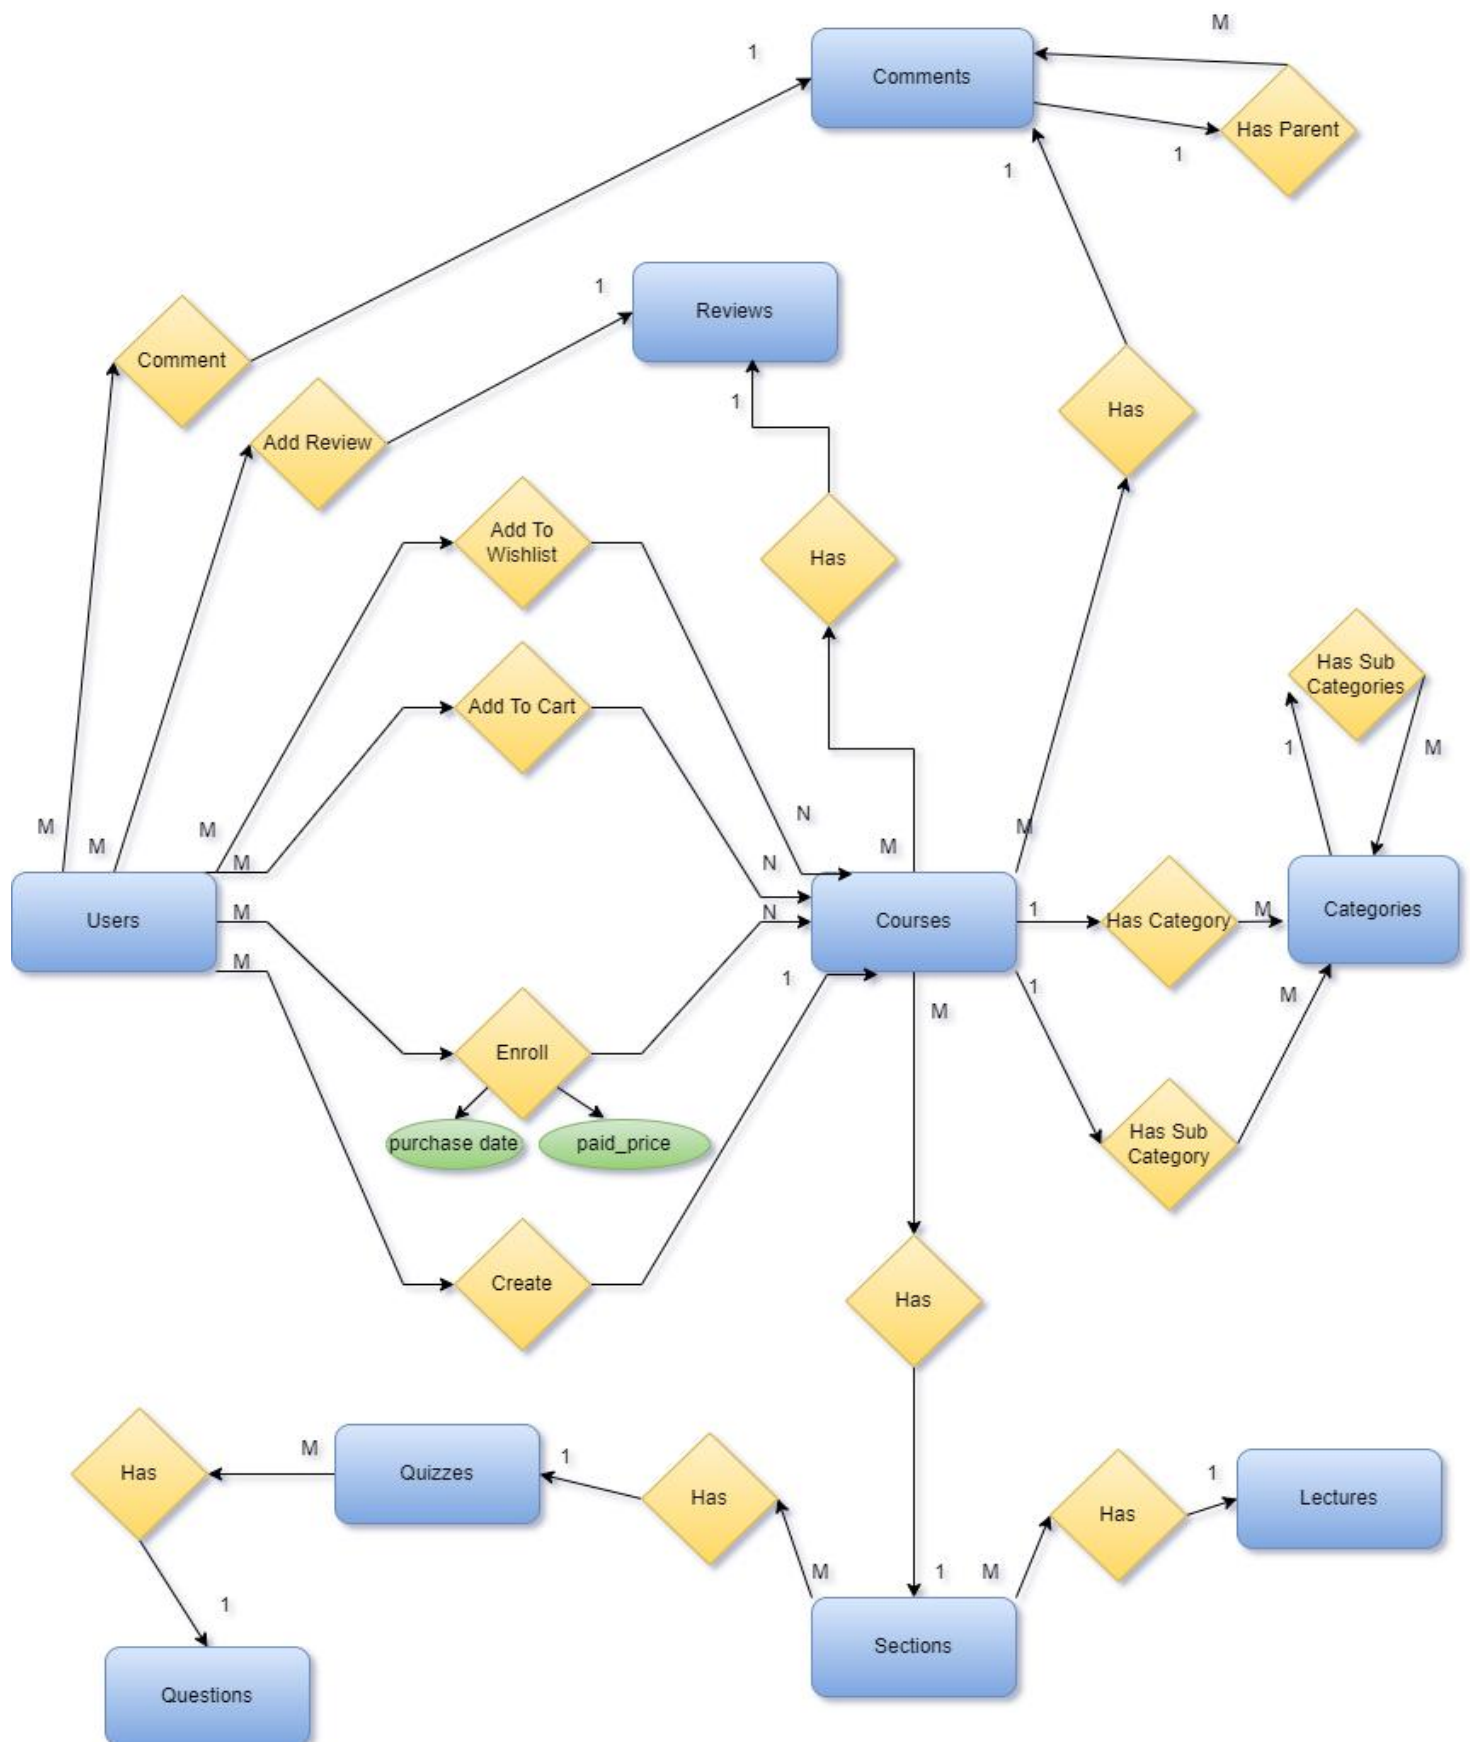 M
1
Comments
Has Parent
1
1
1
Reviews
Comment
1
Has
Add Review
Add To
Wishlist
Has
Has Sub
Categories
Add To Cart
1
M
N
M
M
M
M
M
N
M
Users
M
N
Courses
1
Has Category
M
Categories
M
1
1
M
M
Enroll
purchase date
paid_price
Has Sub
Category
Create
Has
M
Quizzes
1
Has
Has
Has
1
Lectures
M
1
M
1
Sections
Questions